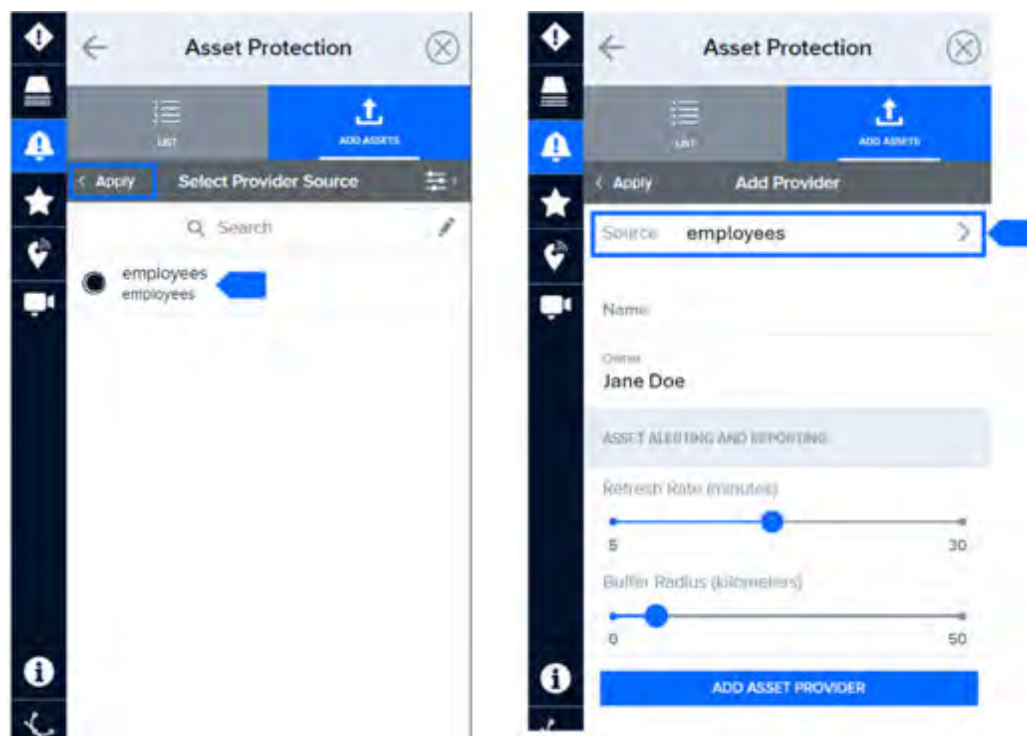 Asset Protection
LIST
ADD ASSETS
< Apply
Select Provider Source
Search
employees
employees
Asset Protection
LIST
ADD ASSETS
< Apply
Add Provider
Source employees
Name
Owner
Jane Doe
ASSET ALERTING AND REPORTING
Refresh Rate (minutes)
5 30
Buffer Radius (kilometers)
0 50
ADD ASSET PROVIDER